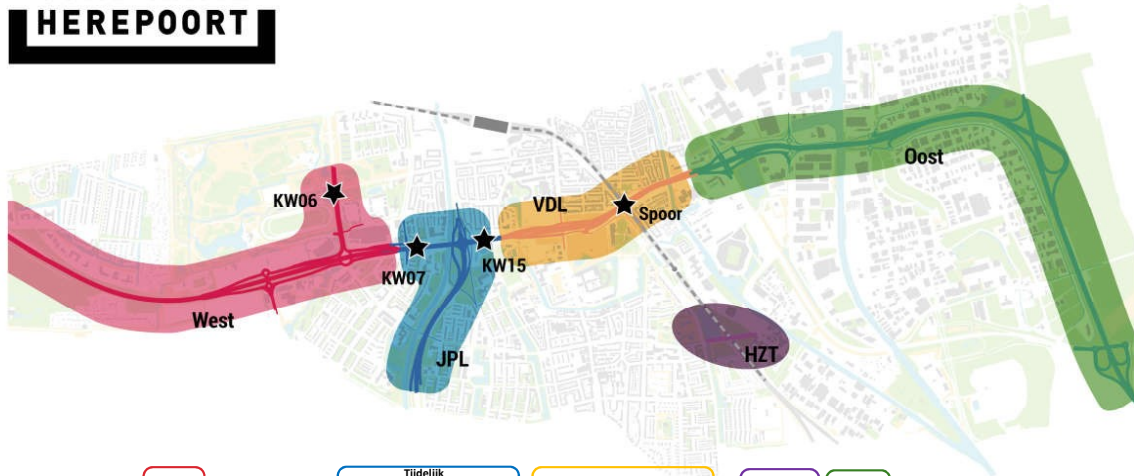 HEREPOORT
Oost
KW06
VDL
Spoor
KW07
KW15
West
JPL
HZT
Tijdelijk